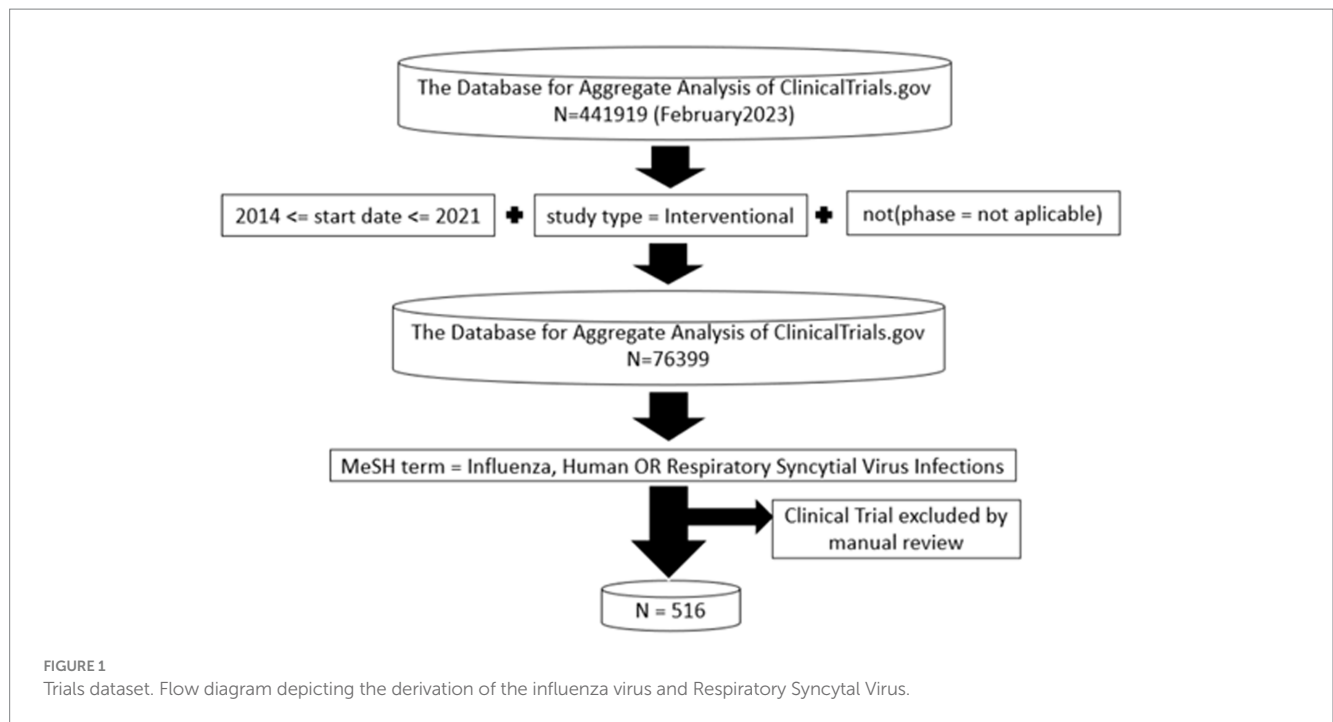 The Database for Aggregate Analysis of ClinicalTrials.gov
N=441919 (February2023)
2014 <= start date <= 2021
study type = Interventional
not(phase = not aplicable)
The Database for Aggregate Analysis of ClinicalTrials.gov
N=76399
MeSH term = Influenza, Human OR Respiratory Syncytial Virus Infections
Clinical Trial excluded by
manual review
N = 516
FIGURE 1
Trials dataset. Flow diagram depicting the derivation of the influenza virus and Respiratory Syncytal Virus.